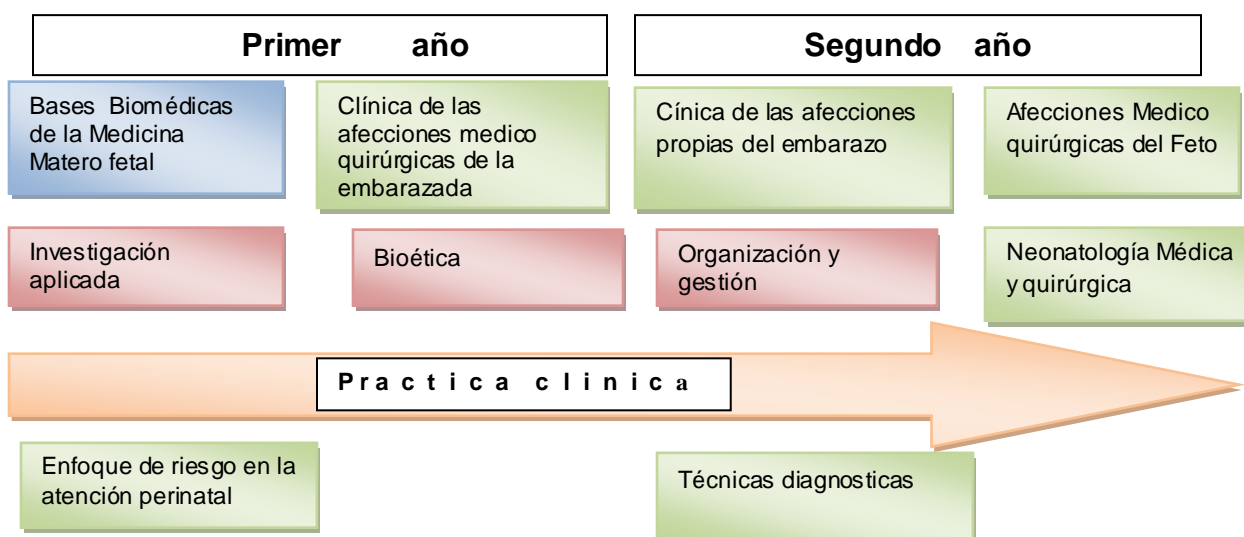 Primer año
Segundo año
Bases Biomédicas
de la Medicina
Matero fetal
Clínica de las
afecciones medico
quirúrgicas de la
embarazada
Cínica de las afecciones
propias del embarazo
Afecciones Medico
quirúrgicas del Feto
Investigación
aplicada
Bioética
Organización y
gestión
Neonatología Médica
y quirúrgica
Practica clinica
Enfoque de riesgo en la
atención perinatal
Técnicas diagnosticas